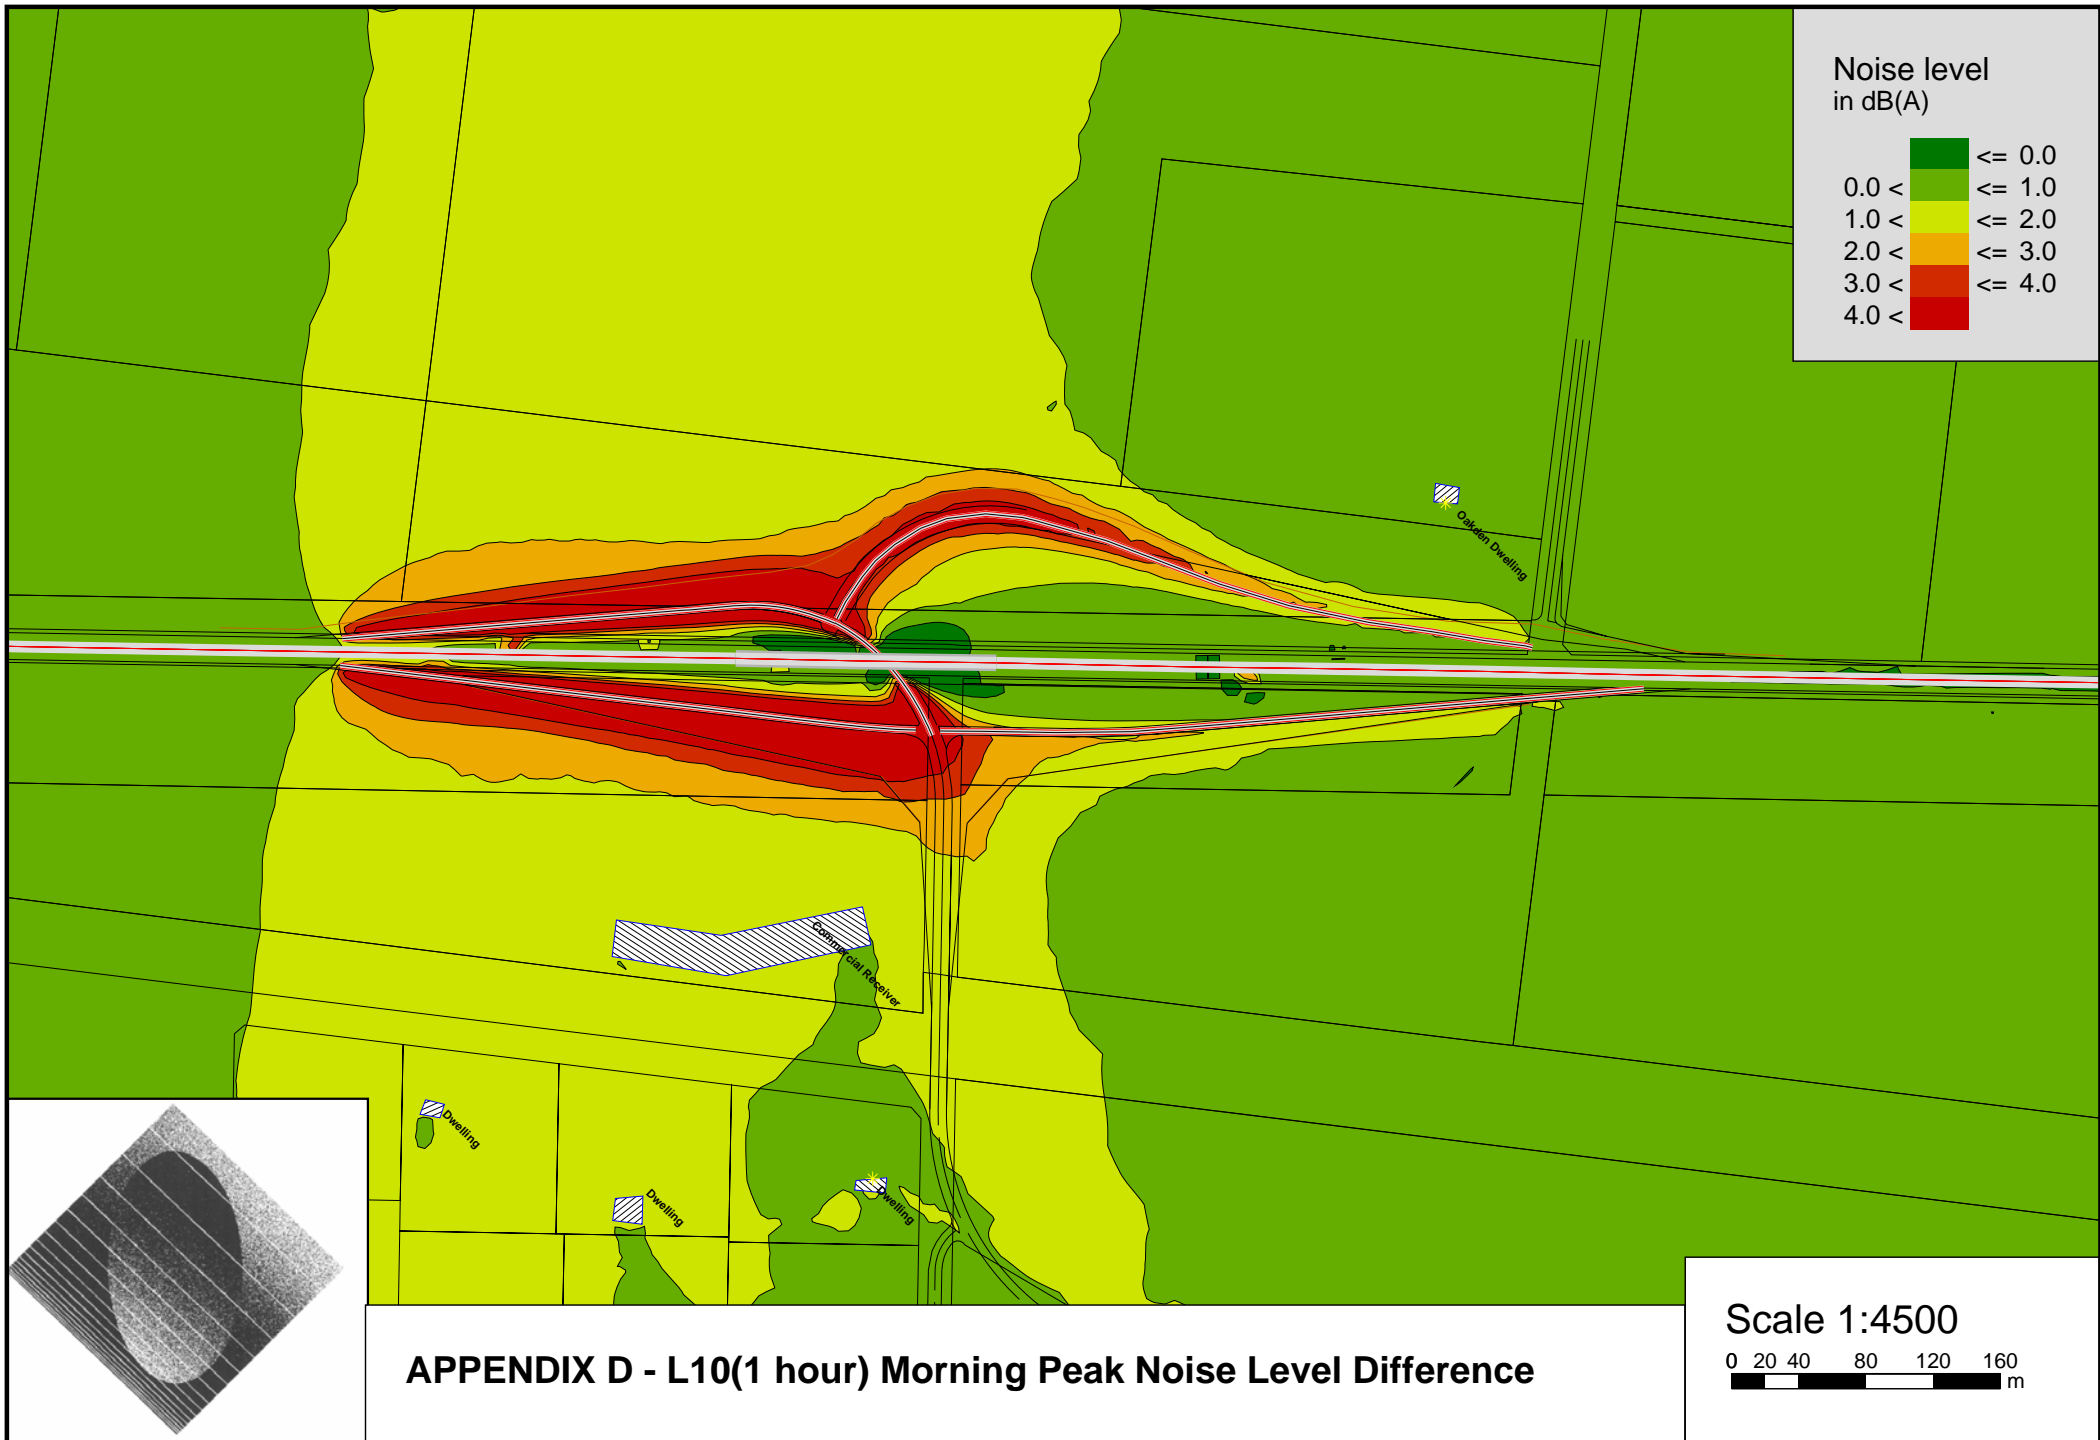 Noise level
in dB(A)
<= 0.0
0.0 < <= 1.0
1.0 < <= 2.0
2.0 < <= 3.0
3.0 < <= 4.0
4.0 <
Oakden Dwelling
Commercial Receiver
Dwelling
Dwelling
Dwelling
APPENDIX D - L10(1 hour) Morning Peak Noise Level Difference
Scale 1:4500
0 20 40 80 120 160
m